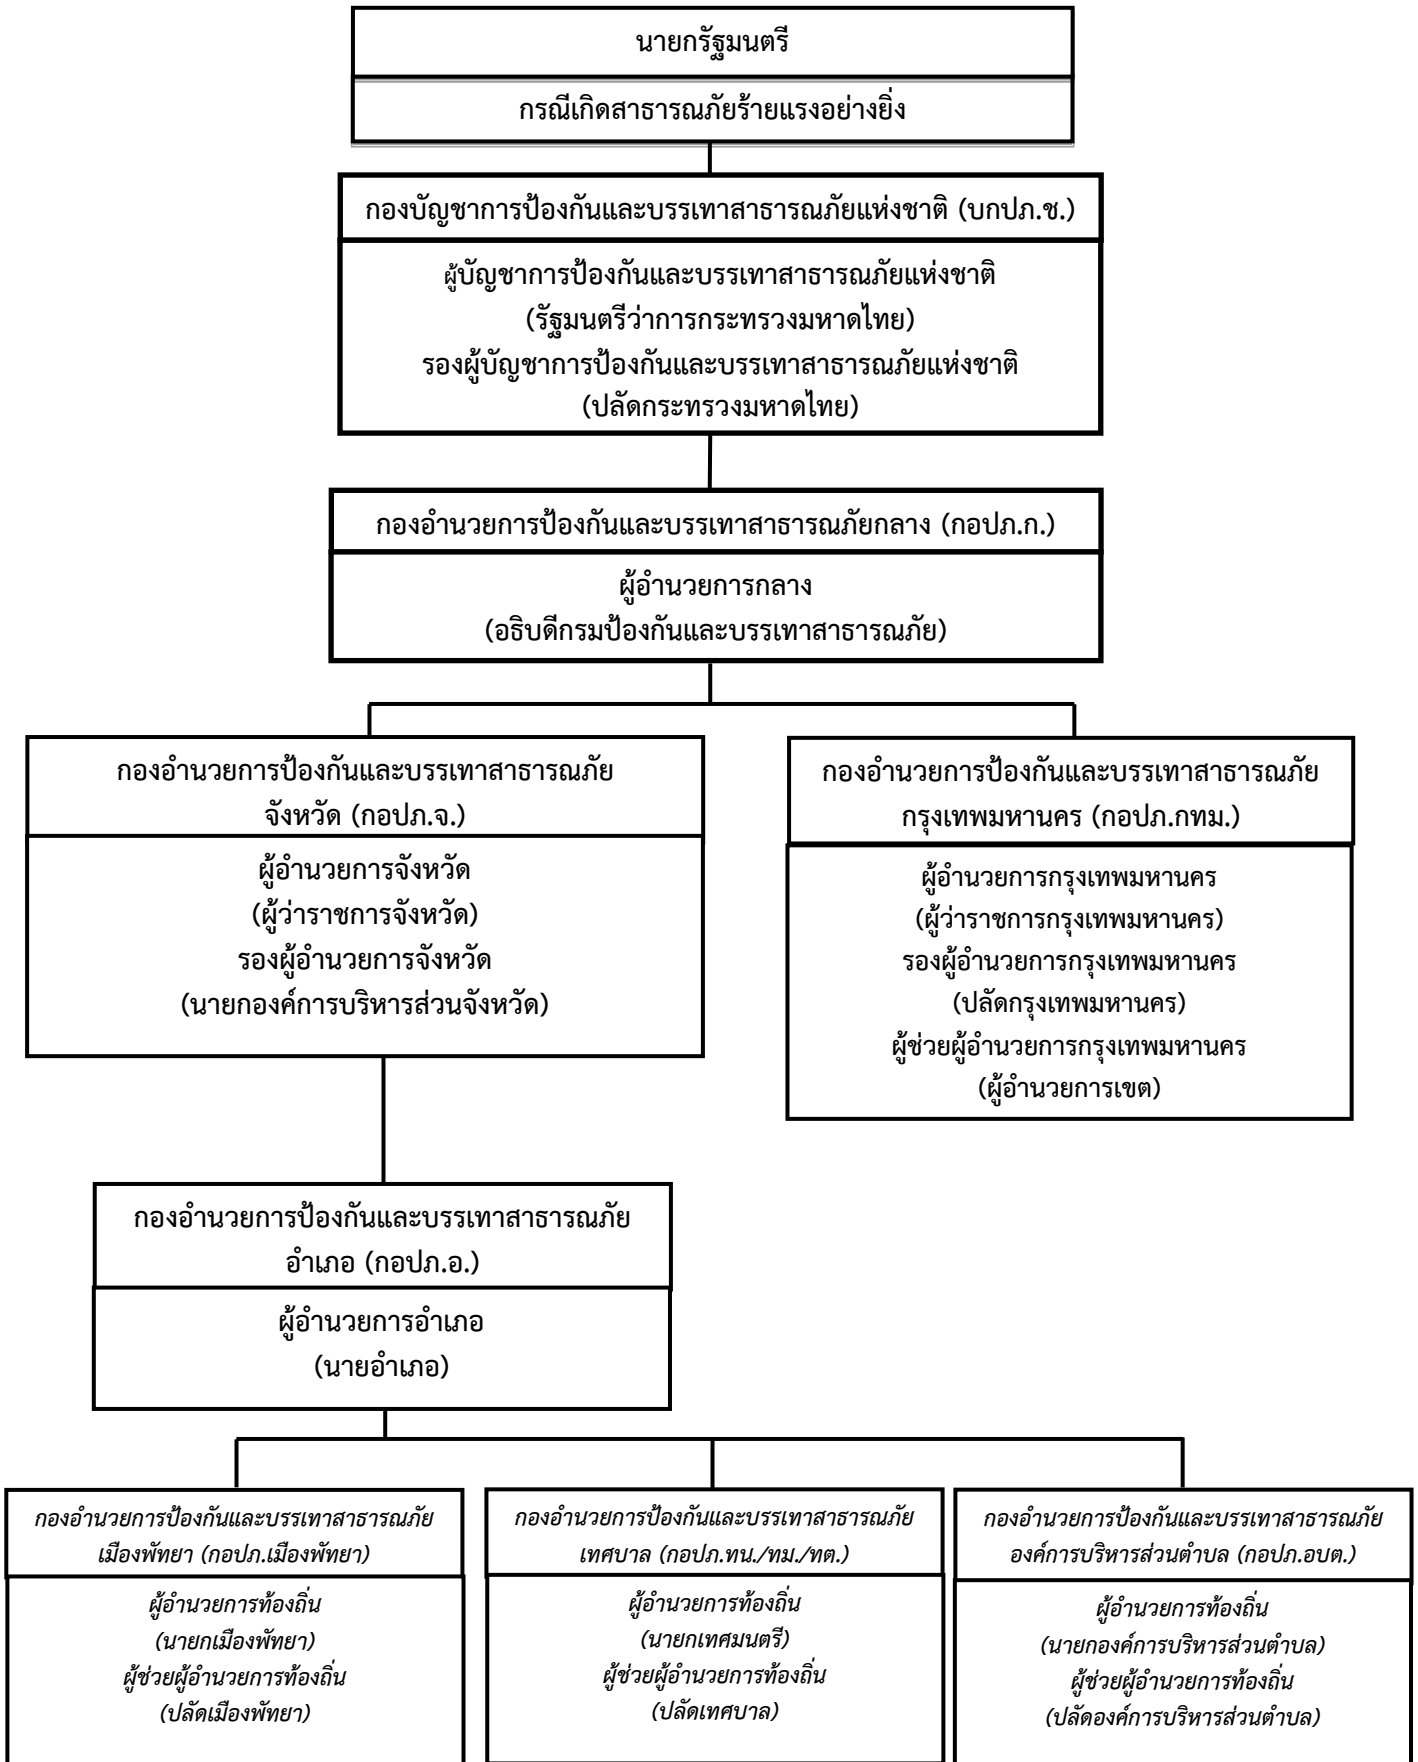 นายกรัฐมนตรี
กรณีเกิดสาธารณภัยร้ายแรงอย่างยิ่ง
กองบัญชาการป้องกันและบรรเทาสาธารณภัยแห่งชาติ (บกปภ.ช.)
ผู้บัญชาการป้องกันและบรรเทาสาธารณภัยแห่งชาติ
(รัฐมนตรีว่าการกระทรวงมหาดไทย)
รองผู้บัญชาการป้องกันและบรรเทาสาธารณภัยแห่งชาติ
(ปลัดกระทรวงมหาดไทย)
กองอำนวยการป้องกันและบรรเทาสาธารณภัยกลาง (กอปภ.ก.)
ผู้อำนวยการกลาง
(อธิบดีกรมป้องกันและบรรเทาสาธารณภัย)
กองอำนวยการป้องกันและบรรเทาสาธารณภัย
จังหวัด (กอปภ.จ.)
ผู้อำนวยการจังหวัด
(ผู้ว่าราชการจังหวัด)
รองผู้อำนวยการจังหวัด
(นายกองค์การบริหารส่วนจังหวัด)
กองอำนวยการป้องกันและบรรเทาสาธารณภัย
กรุงเทพมหานคร (กอปภ.กทม.)
ผู้อำนวยการกรุงเทพมหานคร
(ผู้ว่าราชการกรุงเทพมหานคร)
รองผู้อำนวยการกรุงเทพมหานคร
(ปลัดกรุงเทพมหานคร)
ผู้ช่วยผู้อำนวยการกรุงเทพมหานคร
(ผู้อำนวยการเขต)
กองอำนวยการป้องกันและบรรเทาสาธารณภัย
อำเภอ (กอปภ.อ.)
ผู้อำนวยการอำเภอ
(นายอำเภอ)
กองอำนวยการป้องกันและบรรเทาสาธารณภัย
เมืองพัทยา (กอปภ.เมืองพัทยา)
ผู้อำนวยการท้องถิ่น
(นายกเมืองพัทยา)
ผู้ช่วยผู้อำนวยการท้องถิ่น
(ปลัดเมืองพัทยา)
กองอำนวยการป้องกันและบรรเทาสาธารณภัย
เทศบาล (กอปภ.ทน./ทม./ทต.)
ผู้อำนวยการท้องถิ่น
(นายกเทศมนตรี)
ผู้ช่วยผู้อำนวยการท้องถิ่น
(ปลัดเทศบาล)
กองอำนวยการป้องกันและบรรเทาสาธารณภัย
องค์การบริหารส่วนตำบล (กอปภ.อบต.)
ผู้อำนวยการท้องถิ่น
(นายกองค์การบริหารส่วนตำบล)
ผู้ช่วยผู้อำนวยการท้องถิ่น
(ปลัดองค์การบริหารส่วนตำบล)